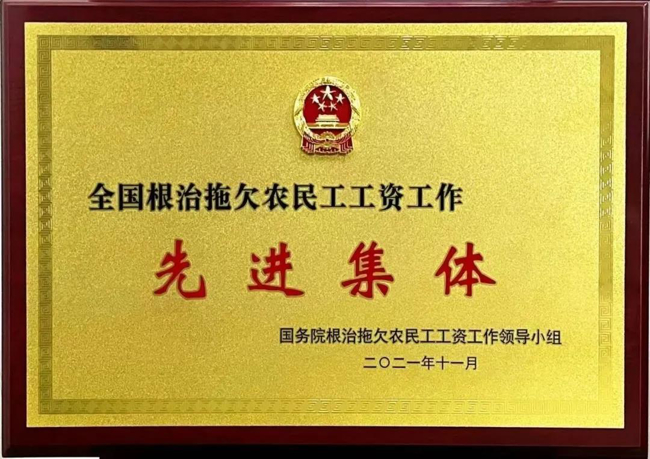 全国根治拖欠农民工工资工作
先进集体
国务院根治拖欠农民工工资工作领导小组
二〇二一年十一月